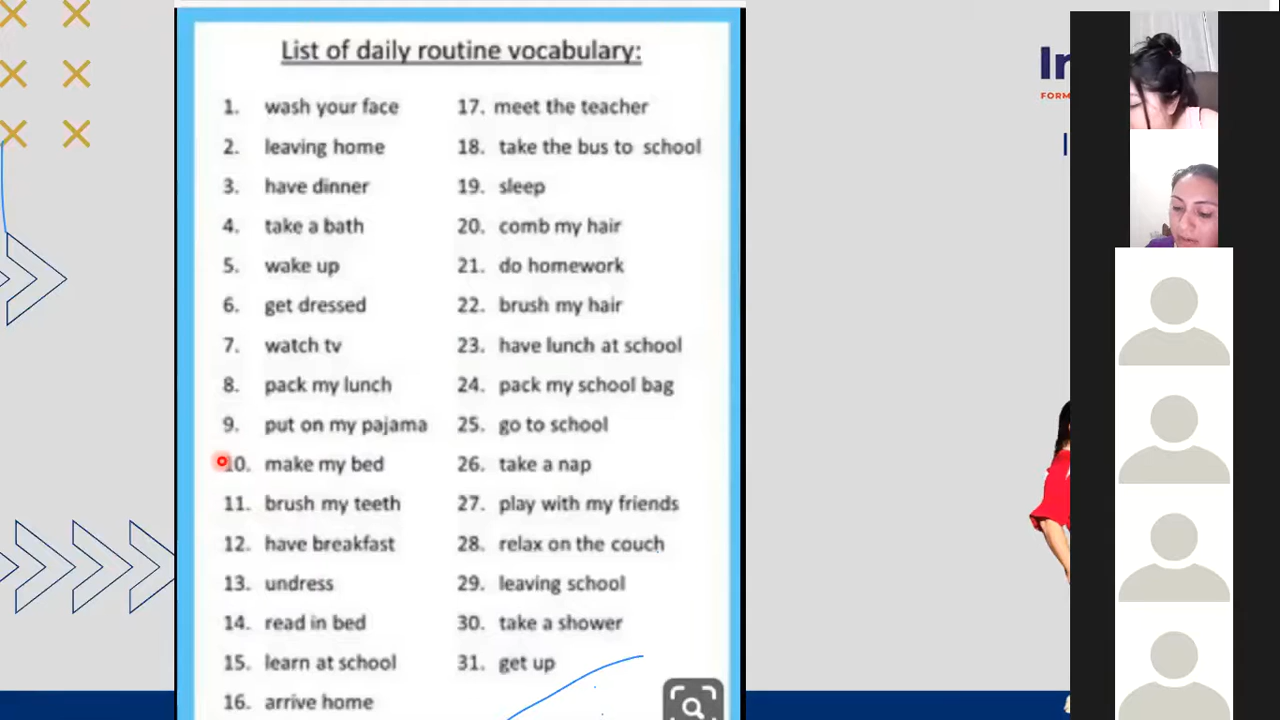 List of daily routine vocabulary:
1. wash your face
2. leaving home
3. have dinner
4. take a bath
5. wake up
6. get dressed
7. watch tv
8. pack my lunch
9. put on my pajama
10. make my bed
11. brush my teeth
12. have breakfast
13. undress
14. read in bed
15. learn at school
16. arrive home
17. meet the teacher
18. take the bus to school
19. sleep
20. comb my hair
21. do homework
22. brush my hair
23. have lunch at school
24. pack my school bag
25. go to school
26. take a nap
27. play with my friends
28. relax on the couch
29. leaving school
30. take a shower
31. get up